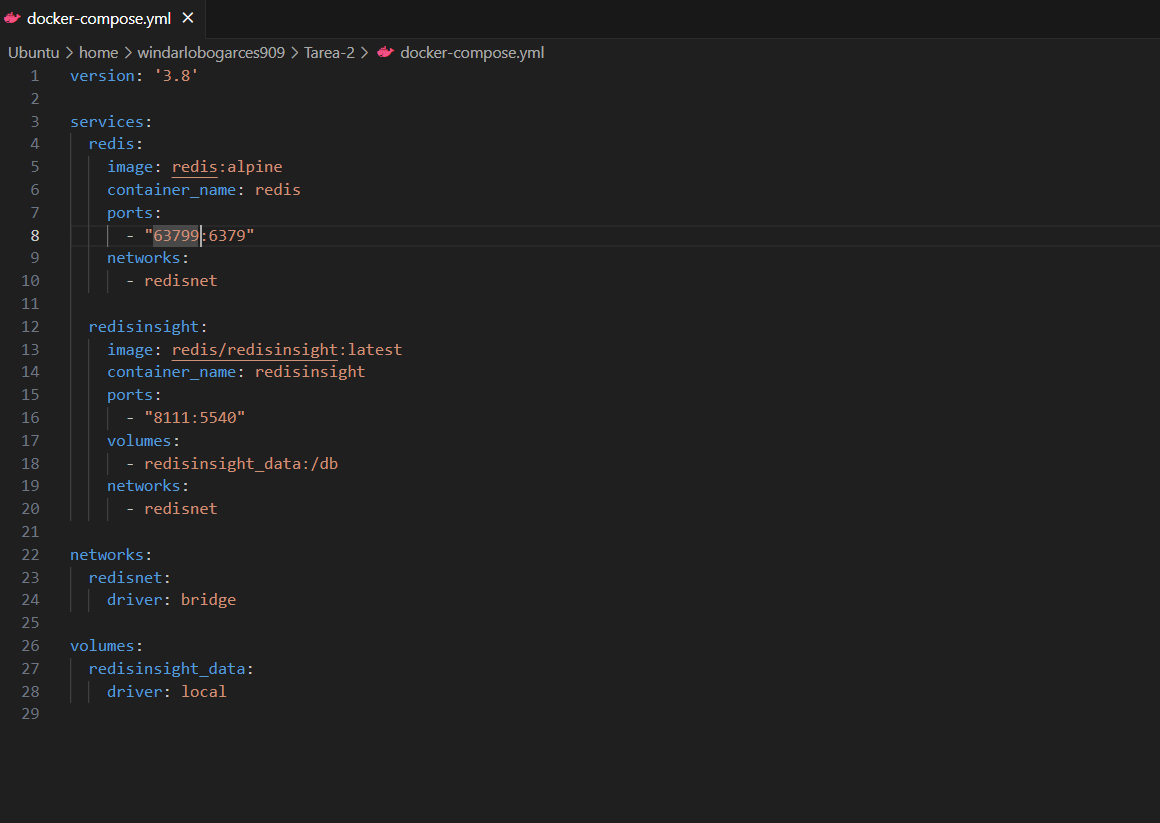 docker-compose.yml
Ubuntu > home > windarlobogarces909 > Tarea-2 > docker-compose.yml
1 version: '3.8'
2
3 services:
4   redis:
5     image: redis:alpine
6     container_name: redis
7     ports:
8       - "63799:6379"
9     networks:
10       - redisnet
11
12   redisinsight:
13     image: redis/redisinsight:latest
14     container_name: redisinsight
15     ports:
16       - "8111:5540"
17     volumes:
18       - redisinsight_data:/db
19     networks:
20       - redisnet
21
22 networks:
23   redisnet:
24     driver: bridge
25
26 volumes:
27   redisinsight_data:
28     driver: local
29